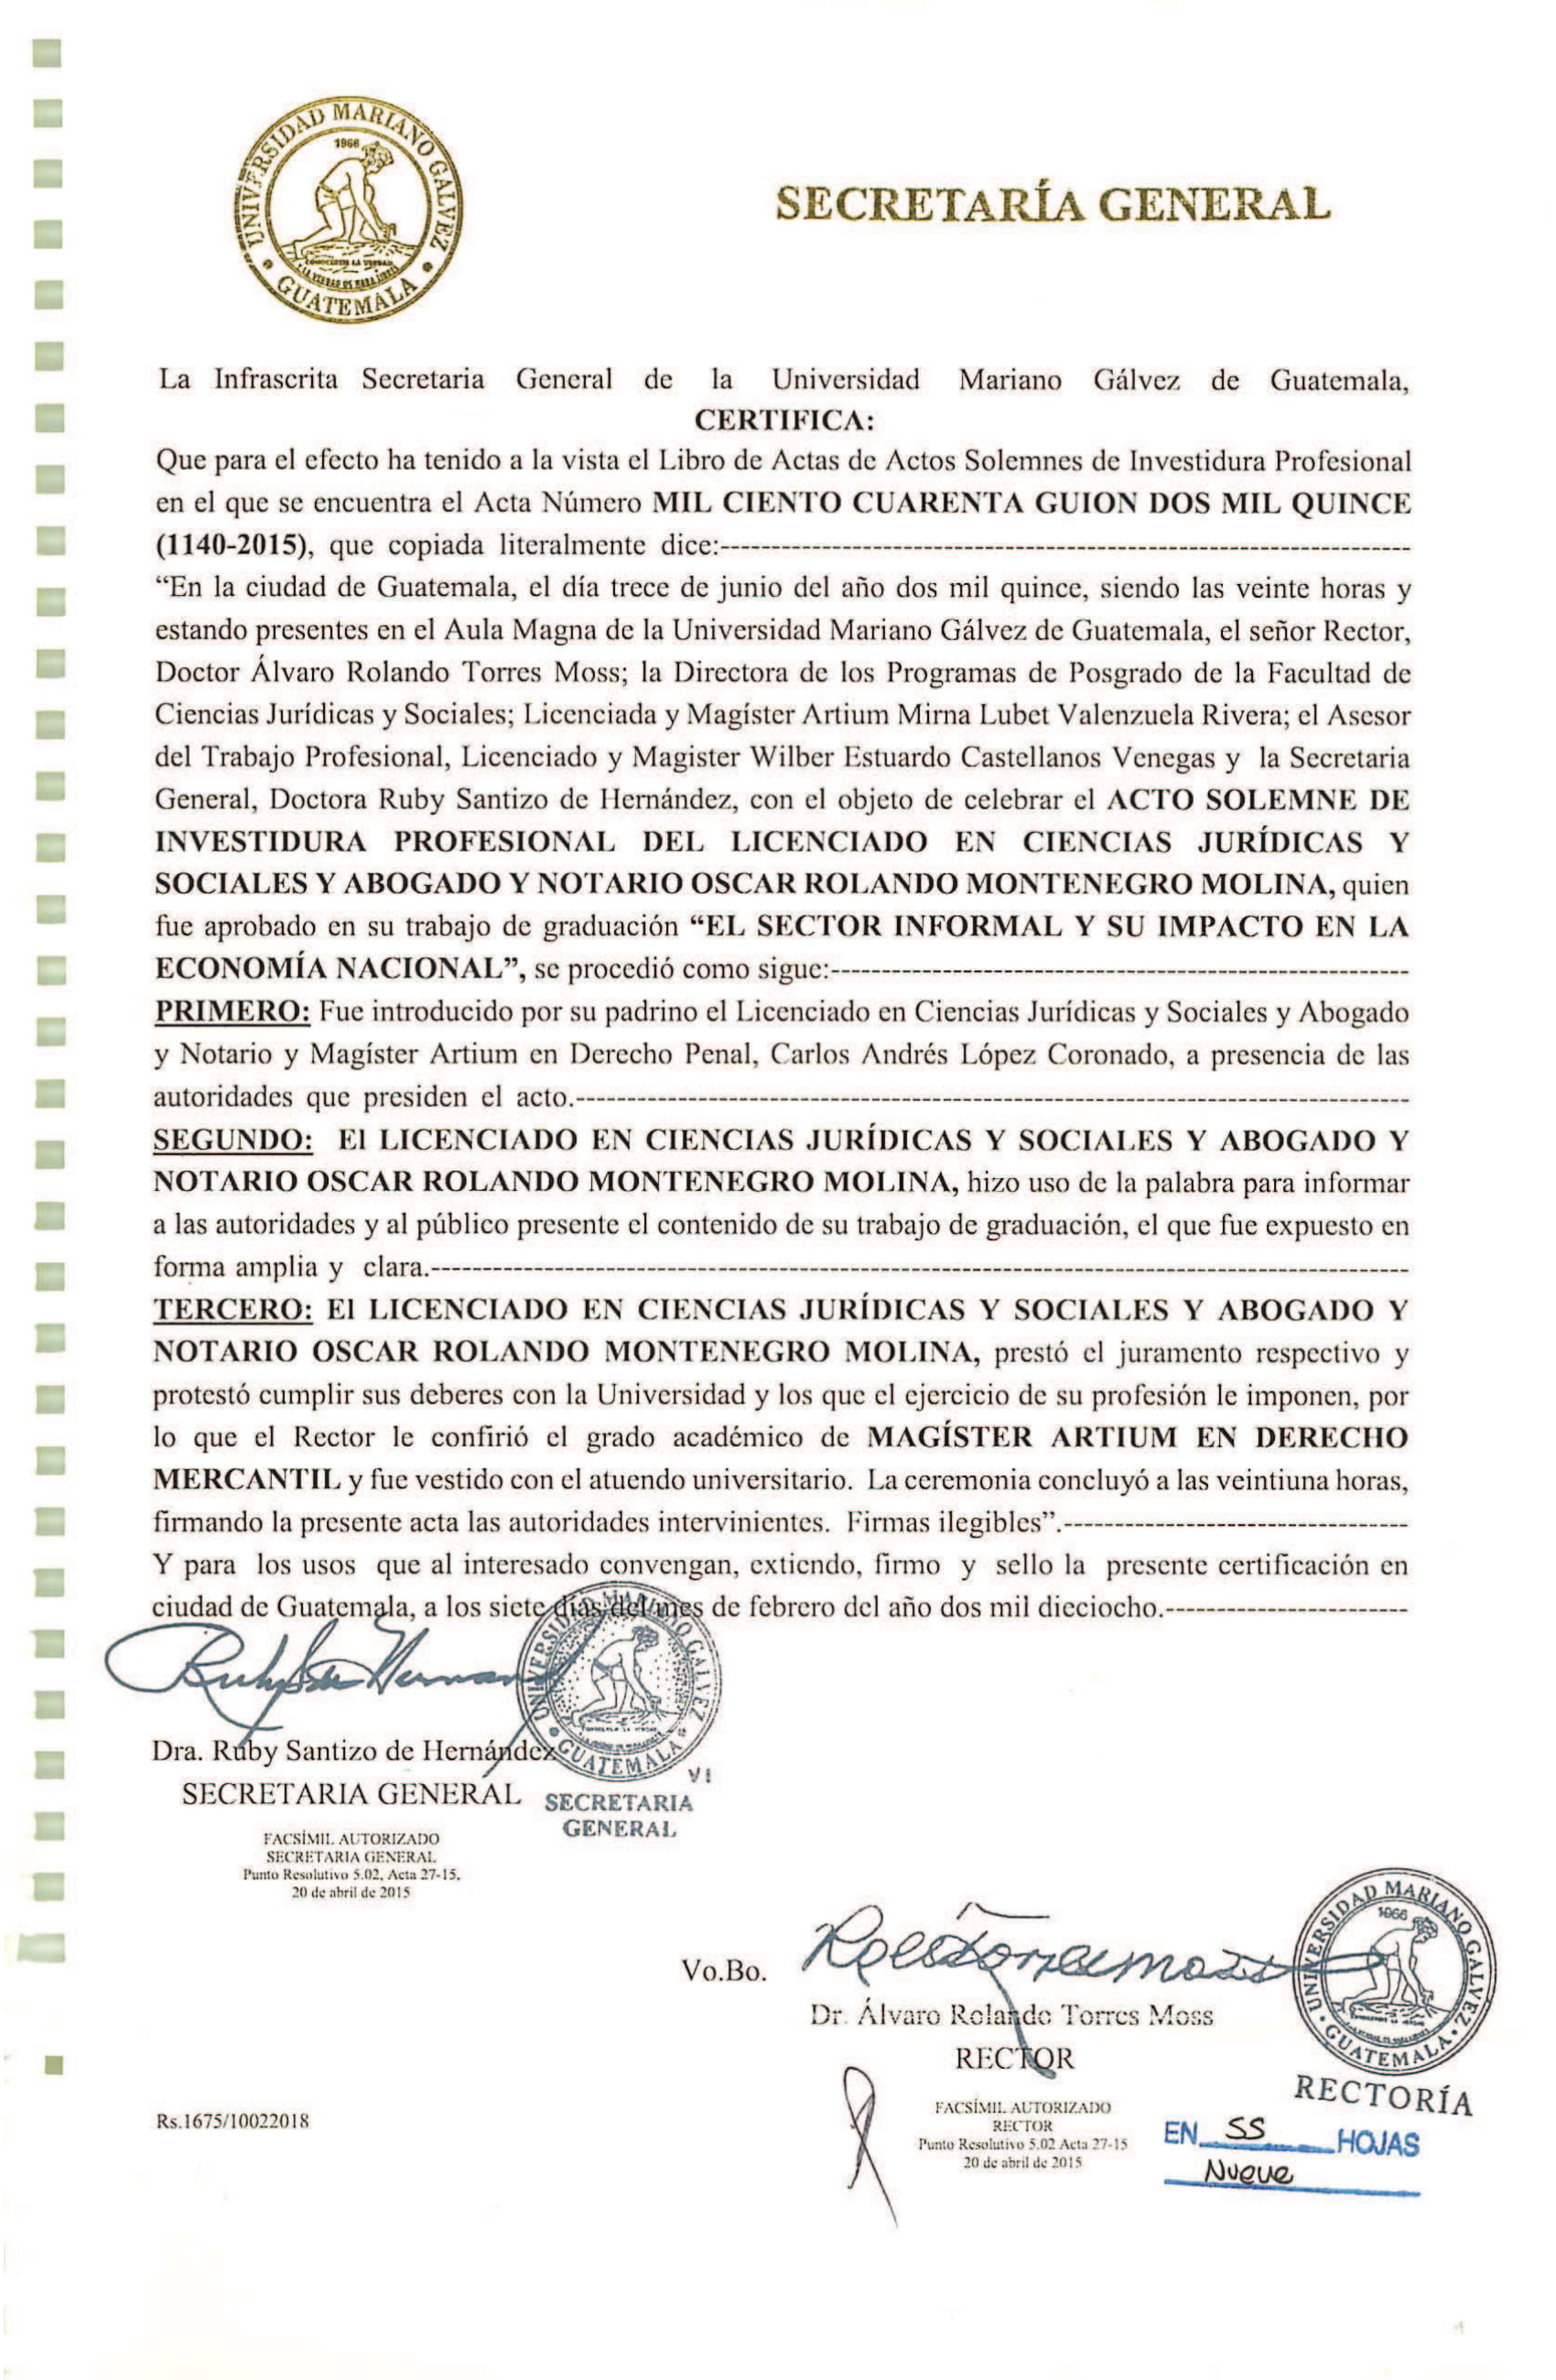 UNIVERSIDAD MARIANO GALVEZ
1966
GUATEMALA
SECRETARÍA GENERAL
La Infrascrita Secretaria General de la Universidad Mariano Gálvez de Guatemala,
CERTIFICA:
Que para el efecto ha tenido a la vista el Libro de Actas de Actos Solemnes de Investidura Profesional
en el que se encuentra el Acta Número MIL CIENTO CUARENTA GUION DOS MIL QUINCE
(1140-2015), que copiada literalmente dice:--------------------------------------------------------------------
“En la ciudad de Guatemala, el día trece de junio del año dos mil quince, siendo las veinte horas y
estando presentes en el Aula Magna de la Universidad Mariano Gálvez de Guatemala, el señor Rector,
Doctor Álvaro Rolando Torres Moss; la Directora de los Programas de Posgrado de la Facultad de
Ciencias Jurídicas y Sociales; Licenciada y Magíster Artium Mirna Lubet Valenzuela Rivera; el Asesor
del Trabajo Profesional, Licenciado y Magister Wilber Estuardo Castellanos Venegas y la Secretaria
General, Doctora Ruby Santizo de Hernández, con el objeto de celebrar el ACTO SOLEMNE DE
INVESTIDURA PROFESIONAL DEL LICENCIADO EN CIENCIAS JURÍDICAS Y
SOCIALES Y ABOGADO Y NOTARIO OSCAR ROLANDO MONTENEGRO MOLINA, quien
fue aprobado en su trabajo de graduación “EL SECTOR INFORMAL Y SU IMPACTO EN LA
ECONOMÍA NACIONAL”, se procedió como sigue:---------------------------------------------------------
PRIMERO: Fue introducido por su padrino el Licenciado en Ciencias Jurídicas y Sociales y Abogado
y Notario y Magíster Artium en Derecho Penal, Carlos Andrés López Coronado, a presencia de las
autoridades que presiden el acto.----------------------------------------------------------------------------------
SEGUNDO: El LICENCIADO EN CIENCIAS JURÍDICAS Y SOCIALES Y ABOGADO Y
NOTARIO OSCAR ROLANDO MONTENEGRO MOLINA, hizo uso de la palabra para informar
a las autoridades y al público presente el contenido de su trabajo de graduación, el que fue expuesto en
forma amplia y clara.------------------------------------------------------------------------------------------------
TERCERO: El LICENCIADO EN CIENCIAS JURÍDICAS Y SOCIALES Y ABOGADO Y
NOTARIO OSCAR ROLANDO MONTENEGRO MOLINA, prestó el juramento respectivo y
protestó cumplir sus deberes con la Universidad y los que el ejercicio de su profesión le imponen, por
lo que el Rector le confirió el grado académico de MAGÍSTER ARTIUM EN DERECHO
MERCANTIL y fue vestido con el atuendo universitario. La ceremonia concluyó a las veintiuna horas,
firmando la presente acta las autoridades intervinientes. Firmas ilegibles”.----------------------------------
Y para los usos que al interesado convengan, extiendo, firmo y sello la presente certificación en
ciudad de Guatemala, a los siete días del mes de febrero del año dos mil dieciocho.------------------------
UNIVERSIDAD MARIANO GALVEZ
GUATEMALA
VI
Dra. Ruby Santizo de Hernández
SECRETARIA GENERAL
SECRETARIA
GENERAL
FACSÍMIL AUTORIZADO
SECRETARIA GENERAL
Punto Resolutivo 5.02, Acta 27-15,
20 de abril de 2015
UNIVERSIDAD MARIANO GALVEZ
1966
GUATEMALA
RECTORÍA
Vo.Bo.
Dr. Álvaro Rolando Torres Moss
RECTOR
FACSÍMIL AUTORIZADO
RECTOR
Punto Resolutivo 5.02 Acta 27-15
20 de abril de 2015
Rs.1675/10022018
EN SS HOJAS
Nueve